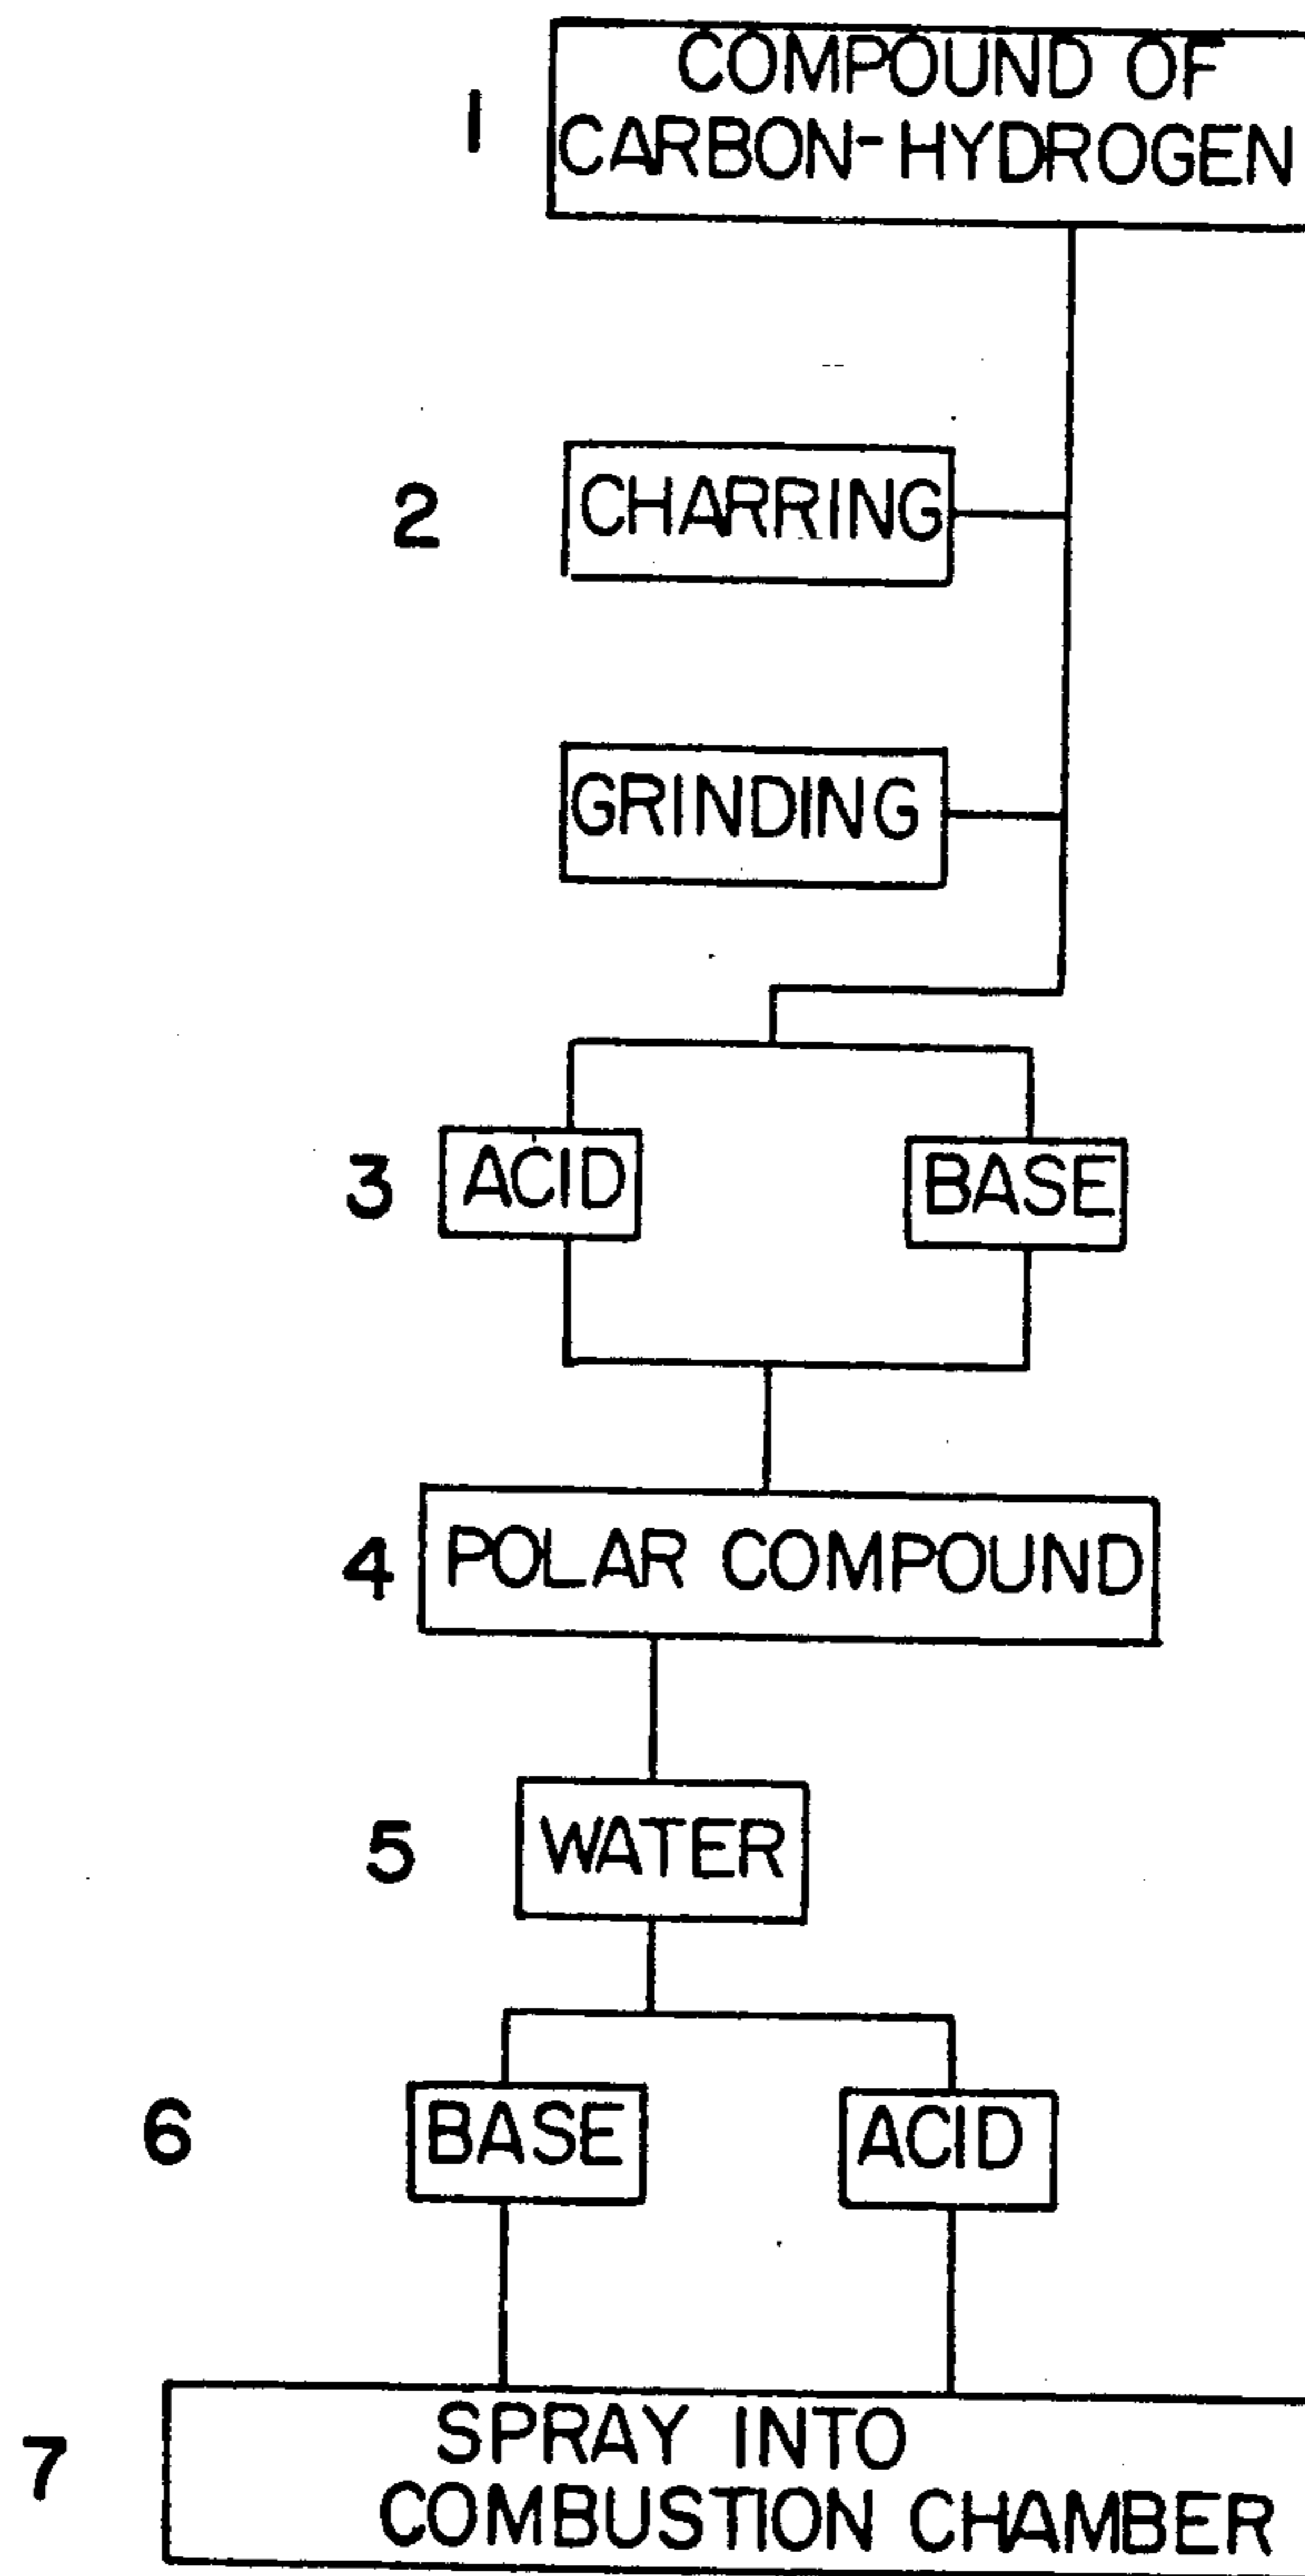 1
COMPOUND OF
CARBON-HYDROGEN
2
CHARRING
GRINDING
3
ACID
BASE
4
POLAR COMPOUND
5
WATER
6
BASE
ACID
7
SPRAY INTO
COMBUSTION CHAMBER